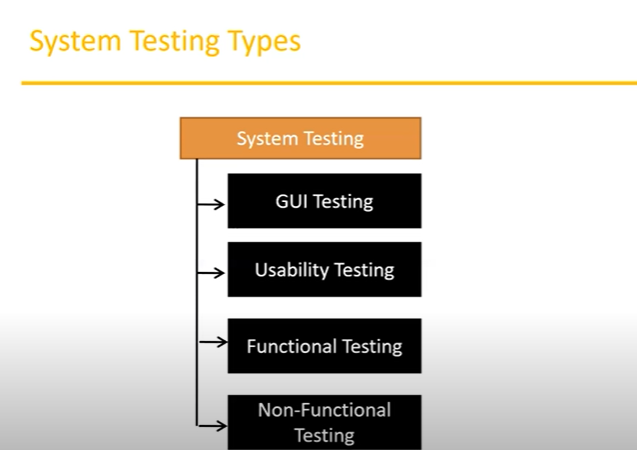 System Testing Types
System Testing
GUI Testing
Usability Testing
Functional Testing
Non-Functional
Testing